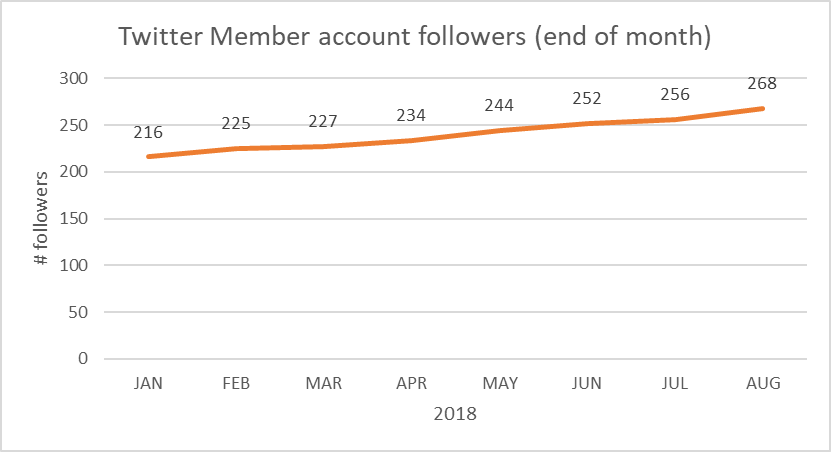 Twitter Member account followers (end of month)
# followers
300
250
200
150
100
50
0
216 225 227 234 244 252 256 268
JAN FEB MAR APR MAY JUN JUL AUG
2018